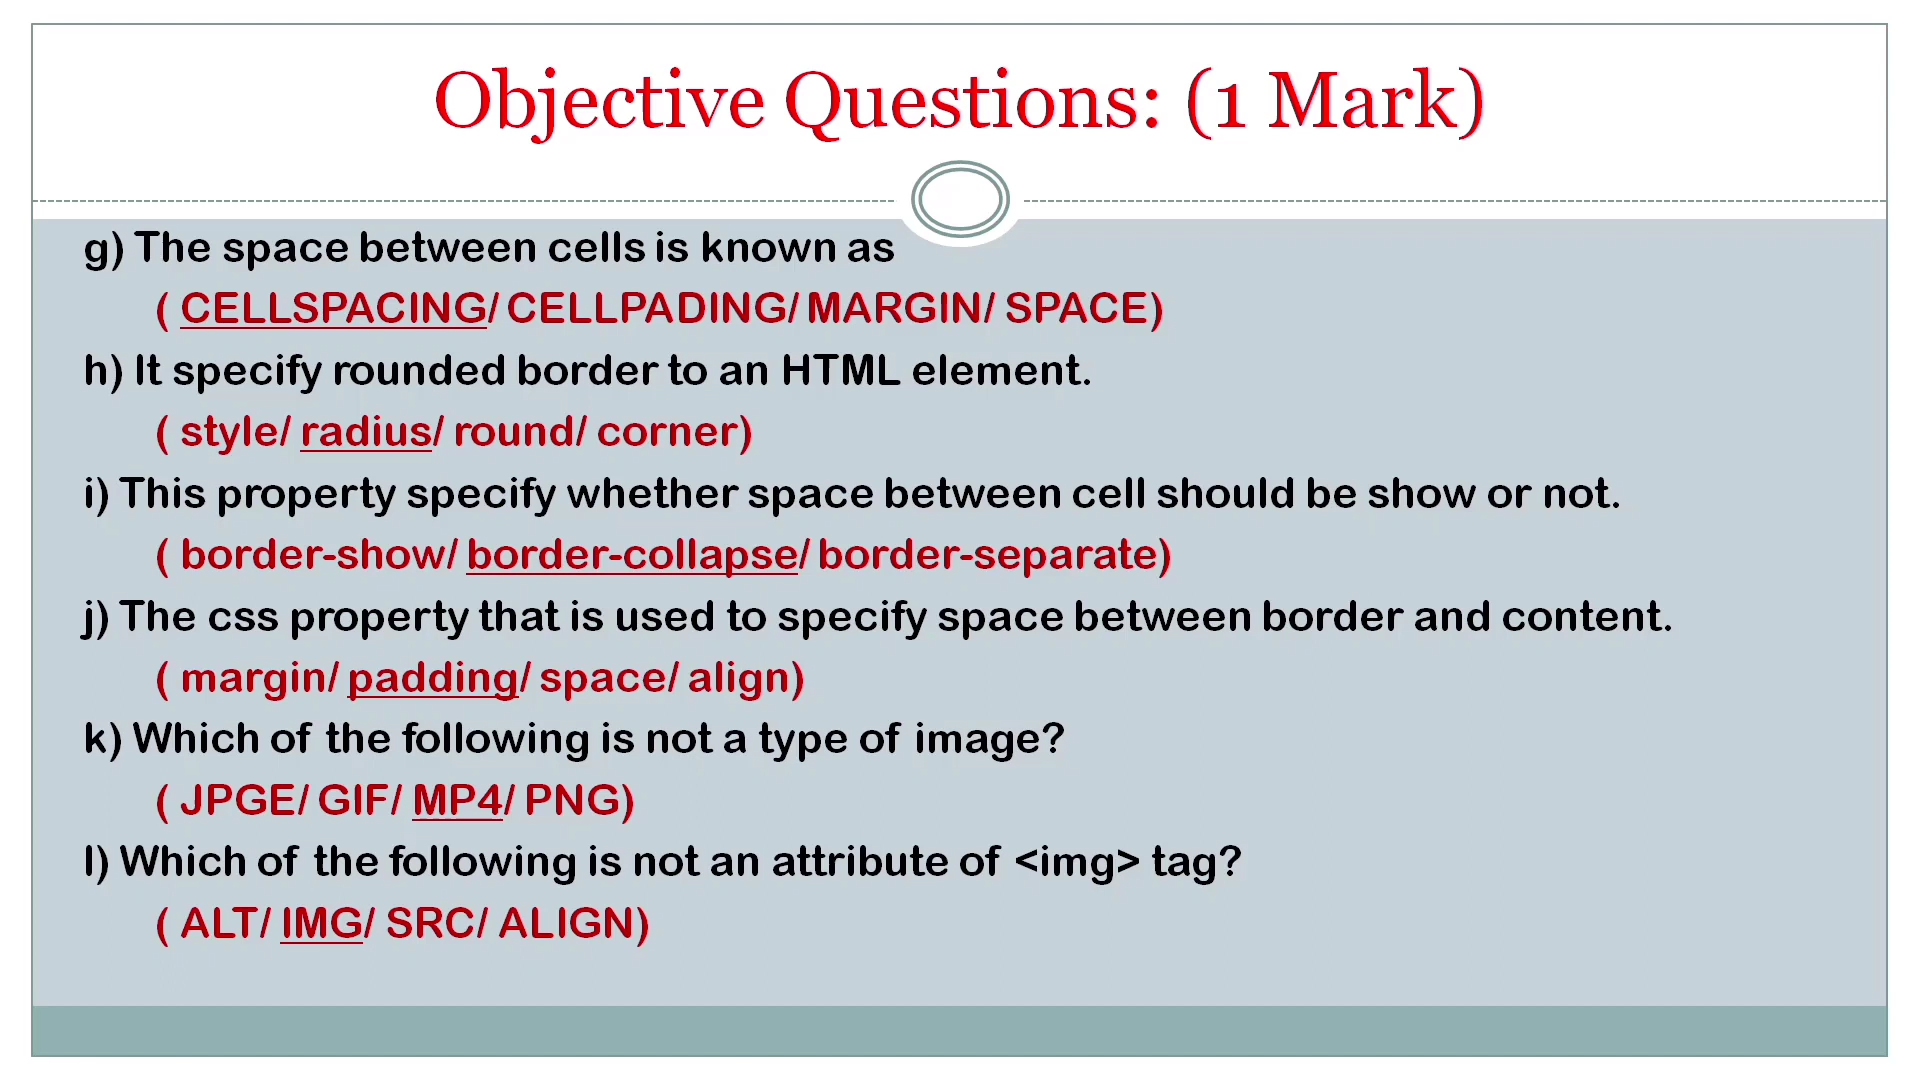 Objective Questions: (1 Mark)
g) The space between cells is known as
( CELLSPACING/ CELLPADING/ MARGIN/ SPACE)
h) It specify rounded border to an HTML element.
( style/ radius/ round/ corner)
i) This property specify whether space between cell should be show or not.
( border-show/ border-collapse/ border-separate)
j) The css property that is used to specify space between border and content.
( margin/ padding/ space/ align)
k) Which of the following is not a type of image?
( JPGE/ GIF/ MP4/ PNG)
l) Which of the following is not an attribute of <img> tag?
( ALT/ IMG/ SRC/ ALIGN)